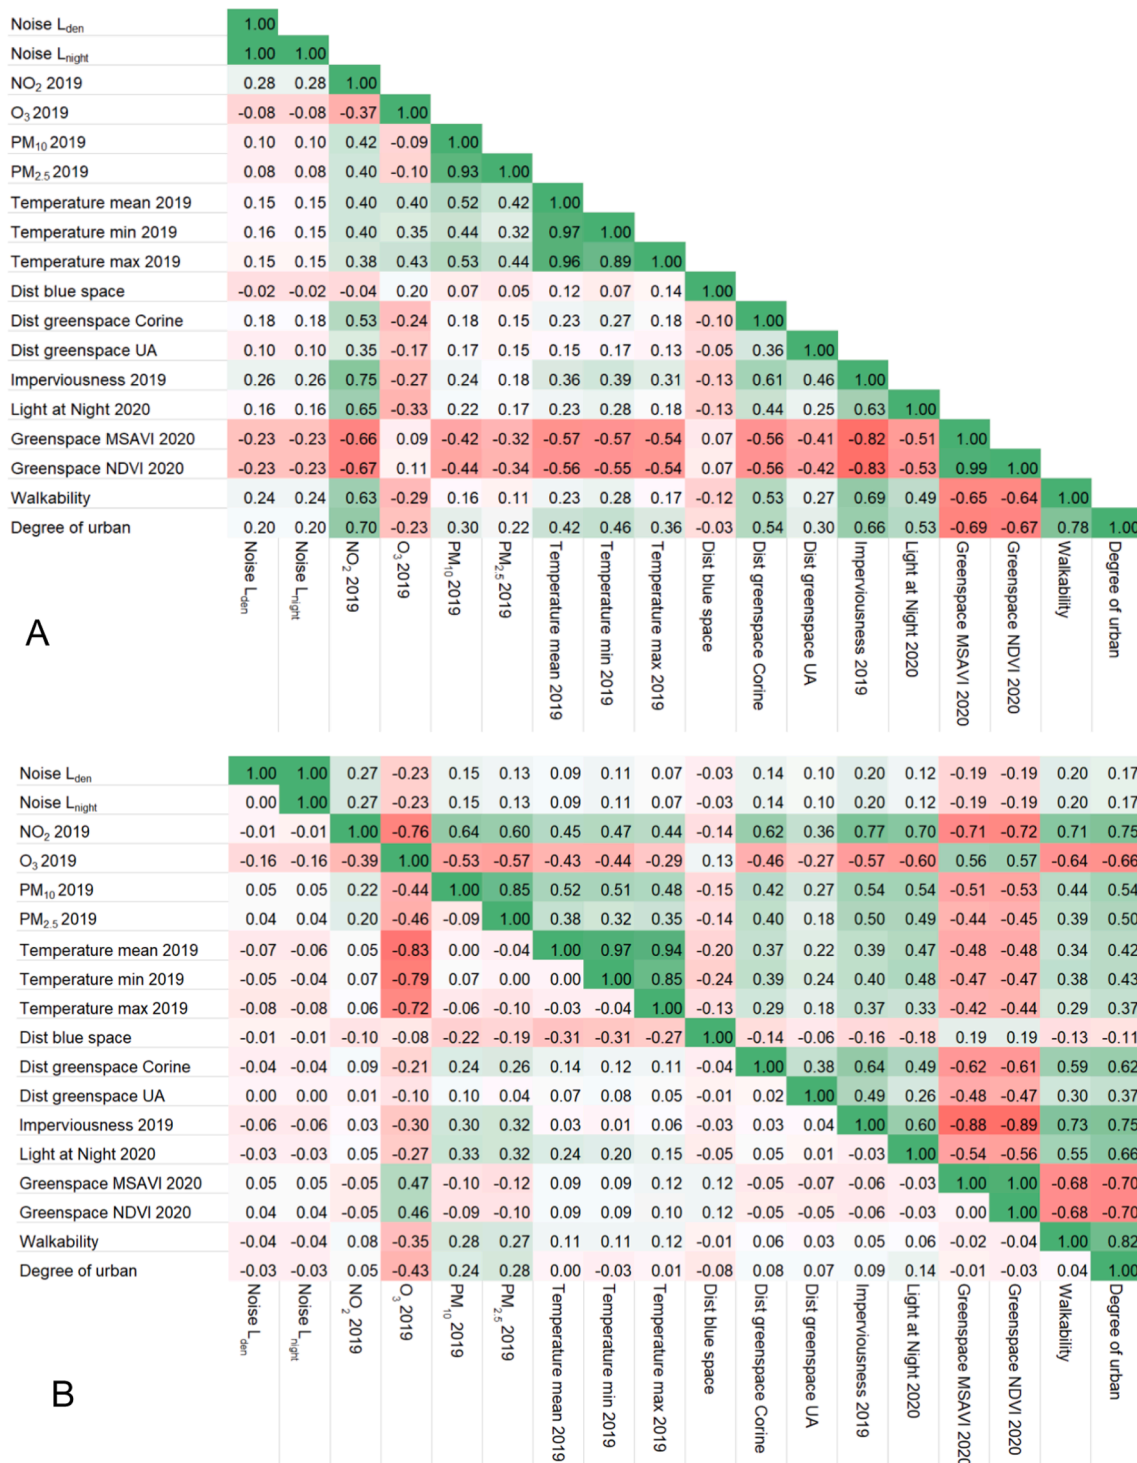 Noise Lden 1.00
Noise Lnight 1.00 1.00
NO2 2019 0.28 0.28 1.00
O3 2019 -0.08 -0.08 -0.37 1.00
PM10 2019 0.10 0.10 0.42 -0.09 1.00
PM2.5 2019 0.08 0.08 0.40 -0.10 0.93 1.00
Temperature mean 2019 0.15 0.15 0.40 0.40 0.52 0.42 1.00
Temperature min 2019 0.16 0.15 0.40 0.35 0.44 0.32 0.97 1.00
Temperature max 2019 0.15 0.15 0.38 0.43 0.53 0.44 0.96 0.89 1.00
Dist blue space -0.02 -0.02 -0.04 0.20 0.07 0.05 0.12 0.07 0.14 1.00
Dist greenspace Corine 0.18 0.18 0.53 -0.24 0.18 0.15 0.23 0.27 0.18 -0.10 1.00
Dist greenspace UA 0.10 0.10 0.35 -0.17 0.17 0.15 0.15 0.17 0.13 -0.05 0.36 1.00
Imperviousness 2019 0.26 0.26 0.75 -0.27 0.24 0.18 0.36 0.39 0.31 -0.13 0.61 0.46 1.00
Light at Night 2020 0.16 0.16 0.65 -0.33 0.22 0.17 0.23 0.28 0.18 -0.13 0.44 0.25 0.63 1.00
Greenspace MSAVI 2020 -0.23 -0.23 -0.66 0.09 -0.42 -0.32 -0.57 -0.57 -0.54 0.07 -0.56 -0.41 -0.82 -0.51 1.00
Greenspace NDVI 2020 -0.23 -0.23 -0.67 0.11 -0.44 -0.34 -0.56 -0.55 -0.54 0.07 -0.56 -0.42 -0.83 -0.53 0.99 1.00
Walkability 0.24 0.24 0.63 -0.29 0.16 0.11 0.23 0.28 0.17 -0.12 0.53 0.27 0.69 0.49 -0.65 -0.64 1.00
Degree of urban 0.20 0.20 0.70 -0.23 0.30 0.22 0.42 0.46 0.36 -0.03 0.54 0.30 0.66 0.53 -0.69 -0.67 0.78 1.00
Noise Lden
Noise Lnight
NO2 2019
O3 2019
PM10 2019
PM2.5 2019
Temperature mean 2019
Temperature min 2019
Temperature max 2019
Dist blue space
Dist greenspace Corine
Dist greenspace UA
Imperviousness 2019
Light at Night 2020
Greenspace MSAVI 2020
Greenspace NDVI 2020
Walkability
Degree of urban
A
Noise Lden 1.00 1.00 0.27 -0.23 0.15 0.13 0.09 0.11 0.07 -0.03 0.14 0.10 0.20 0.12 -0.19 -0.19 0.20 0.17
Noise Lnight 0.00 1.00 0.27 -0.23 0.15 0.13 0.09 0.11 0.07 -0.03 0.14 0.10 0.20 0.12 -0.19 -0.19 0.20 0.17
NO2 2019 -0.01 -0.01 1.00 -0.76 0.64 0.60 0.45 0.47 0.44 -0.14 0.62 0.36 0.77 0.70 -0.71 -0.72 0.71 0.75
O3 2019 -0.16 -0.16 -0.39 1.00 -0.53 -0.57 -0.43 -0.44 -0.29 0.13 -0.46 -0.27 -0.57 -0.60 0.56 0.57 -0.64 -0.66
PM10 2019 0.05 0.05 0.22 -0.44 1.00 0.85 0.52 0.51 0.48 -0.15 0.42 0.27 0.54 0.54 -0.51 -0.53 0.44 0.54
PM2.5 2019 0.04 0.04 0.20 -0.46 -0.09 1.00 0.38 0.32 0.35 -0.14 0.40 0.18 0.50 0.49 -0.44 -0.45 0.39 0.50
Temperature mean 2019 -0.07 -0.06 0.05 -0.83 0.00 -0.04 1.00 0.97 0.94 -0.20 0.37 0.22 0.39 0.47 -0.48 -0.48 0.34 0.42
Temperature min 2019 -0.05 -0.04 0.07 -0.79 0.07 0.00 0.00 1.00 0.85 -0.24 0.39 0.24 0.40 0.48 -0.47 -0.47 0.38 0.43
Temperature max 2019 -0.08 -0.08 0.06 -0.72 -0.06 -0.10 -0.03 -0.04 1.00 -0.13 0.29 0.18 0.37 0.33 -0.42 -0.44 0.29 0.37
Dist blue space -0.01 -0.01 -0.10 -0.08 -0.22 -0.19 -0.31 -0.31 -0.27 1.00 -0.14 -0.06 -0.16 -0.18 0.19 0.19 -0.13 -0.11
Dist greenspace Corine -0.04 -0.04 0.09 -0.21 0.24 0.26 0.14 0.12 0.11 -0.04 1.00 0.38 0.64 0.49 -0.62 -0.61 0.59 0.62
Dist greenspace UA 0.00 0.00 0.01 -0.10 0.10 0.04 0.07 0.08 0.05 -0.01 0.02 1.00 0.49 0.26 -0.48 -0.47 0.30 0.37
Imperviousness 2019 -0.06 -0.06 0.03 -0.30 0.30 0.32 0.03 0.01 0.06 -0.03 0.03 0.04 1.00 0.60 -0.88 -0.89 0.73 0.75
Light at Night 2020 -0.03 -0.03 0.05 -0.27 0.33 0.32 0.24 0.20 0.15 -0.05 0.05 0.01 -0.03 1.00 -0.54 -0.56 0.55 0.66
Greenspace MSAVI 2020 0.05 0.05 -0.05 0.47 -0.10 -0.12 0.09 0.09 0.12 0.12 -0.05 -0.07 -0.06 -0.03 1.00 1.00 -0.68 -0.70
Greenspace NDVI 2020 0.04 0.04 -0.05 0.46 -0.09 -0.10 0.09 0.09 0.10 0.12 -0.05 -0.05 -0.06 -0.03 0.00 1.00 -0.68 -0.70
Walkability -0.04 -0.04 0.08 -0.35 0.28 0.27 0.11 0.11 0.12 -0.01 0.06 0.03 0.05 0.06 -0.02 -0.04 1.00 0.82
Degree of urban -0.03 -0.03 0.05 -0.43 0.24 0.28 0.00 -0.03 0.01 -0.08 0.08 0.07 0.09 0.14 -0.01 -0.03 0.04 1.00
Noise Lden
Noise Lnight
NO2 2019
O3 2019
PM10 2019
PM2.5 2019
Temperature mean 2019
Temperature min 2019
Temperature max 2019
Dist blue space
Dist greenspace Corine
Dist greenspace UA
Imperviousness 2019
Light at Night 2020
Greenspace MSAVI 2020
Greenspace NDVI 2020
Walkability
Degree of urban
B